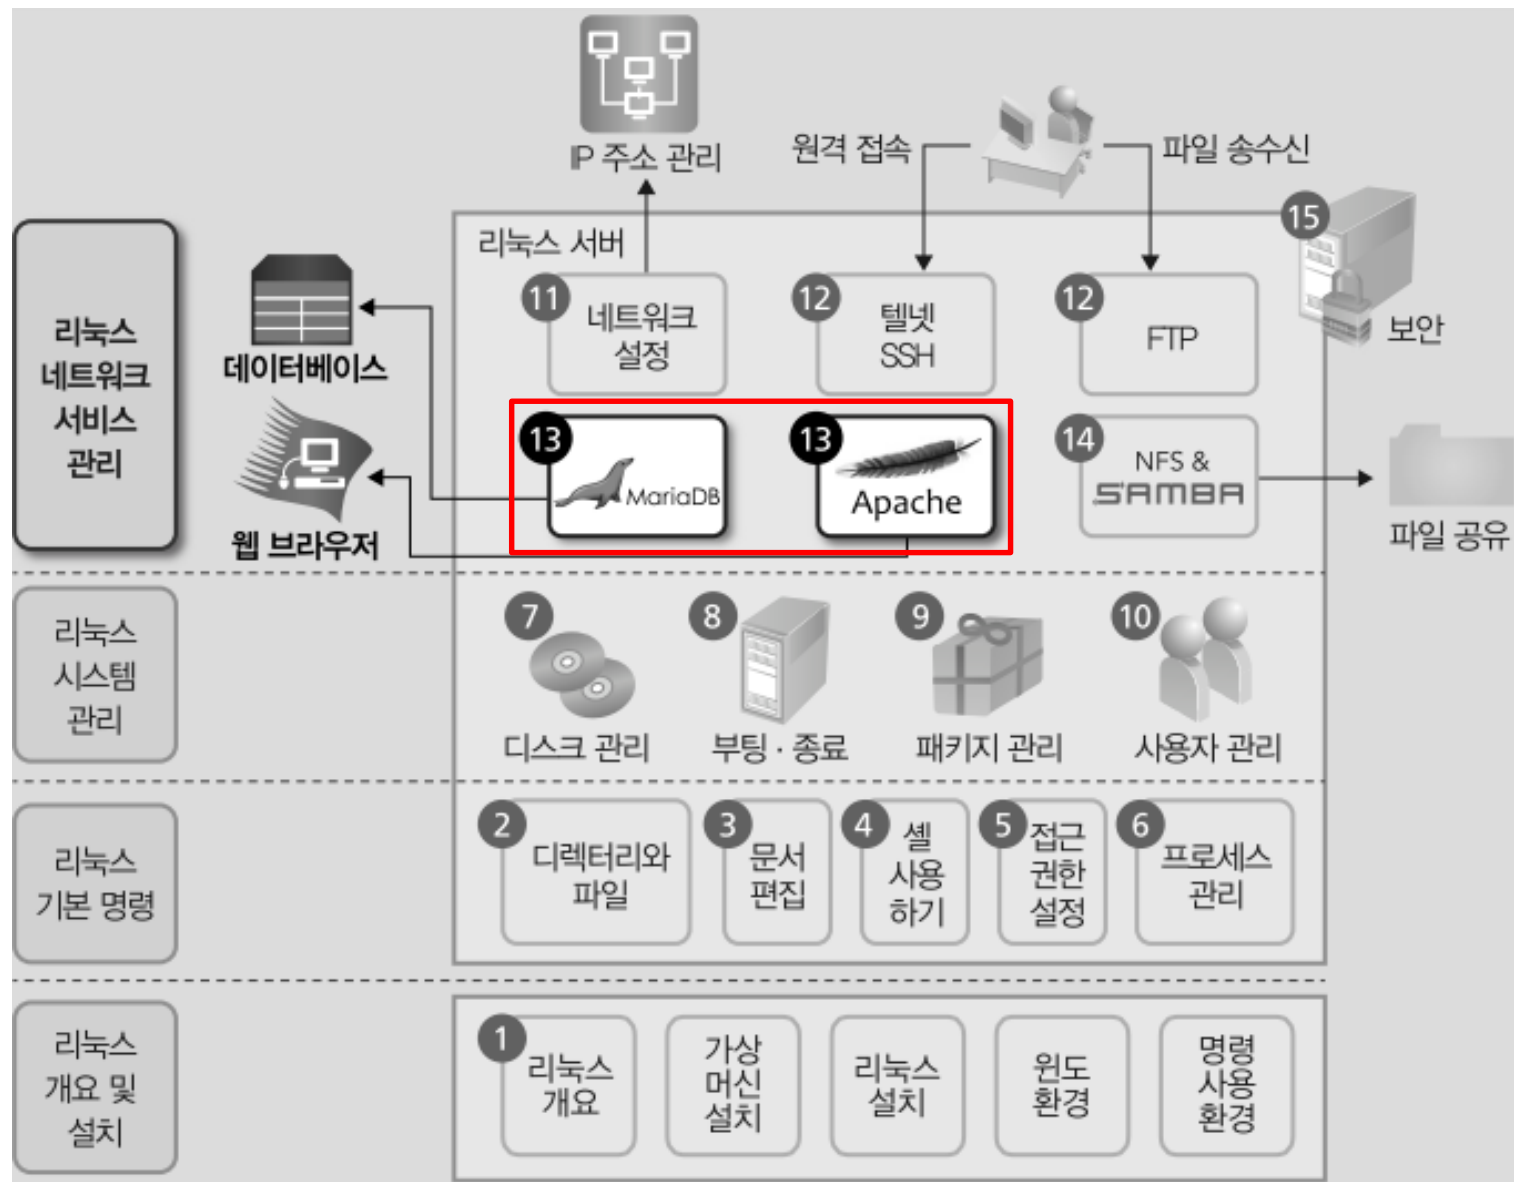 IP 주소 관리
원격 접속
파일 송수신
15
보안
리눅스
네트워크
서비스
관리
데이터베이스
웹 브라우저
리눅스 서버
11
네트워크
설정
12
텔넷
SSH
12
FTP
13
MariaDB
13
Apache
14
NFS &
SAMBA
파일 공유
리눅스
시스템
관리
7
디스크 관리
8
부팅 · 종료
9
패키지 관리
10
사용자 관리
리눅스
기본 명령
2
디렉터리와
파일
3
문서
편집
4
셸
사용
하기
5
접근
권한
설정
6
프로세스
관리
리눅스
개요 및
설치
1
리눅스
개요
가상
머신
설치
리눅스
설치
윈도
환경
명령
사용
환경